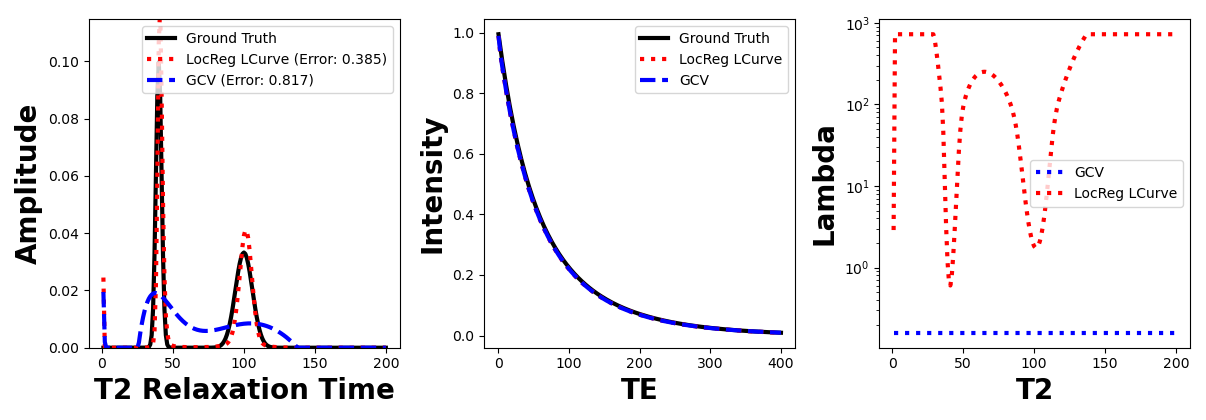 Amplitude
0.10
0.08
0.06
0.04
0.02
0.00
Ground Truth
LocReg LCurve (Error: 0.385)
GCV (Error: 0.817)
0 50 100 150 200
T2 Relaxation Time
Intensity
1.0
0.8
0.6
0.4
0.2
0.0
Ground Truth
LocReg LCurve
GCV
0 100 200 300 400
TE
Lambda
10³
10²
10¹
10⁰
GCV
LocReg LCurve
0 50 100 150 200
T2